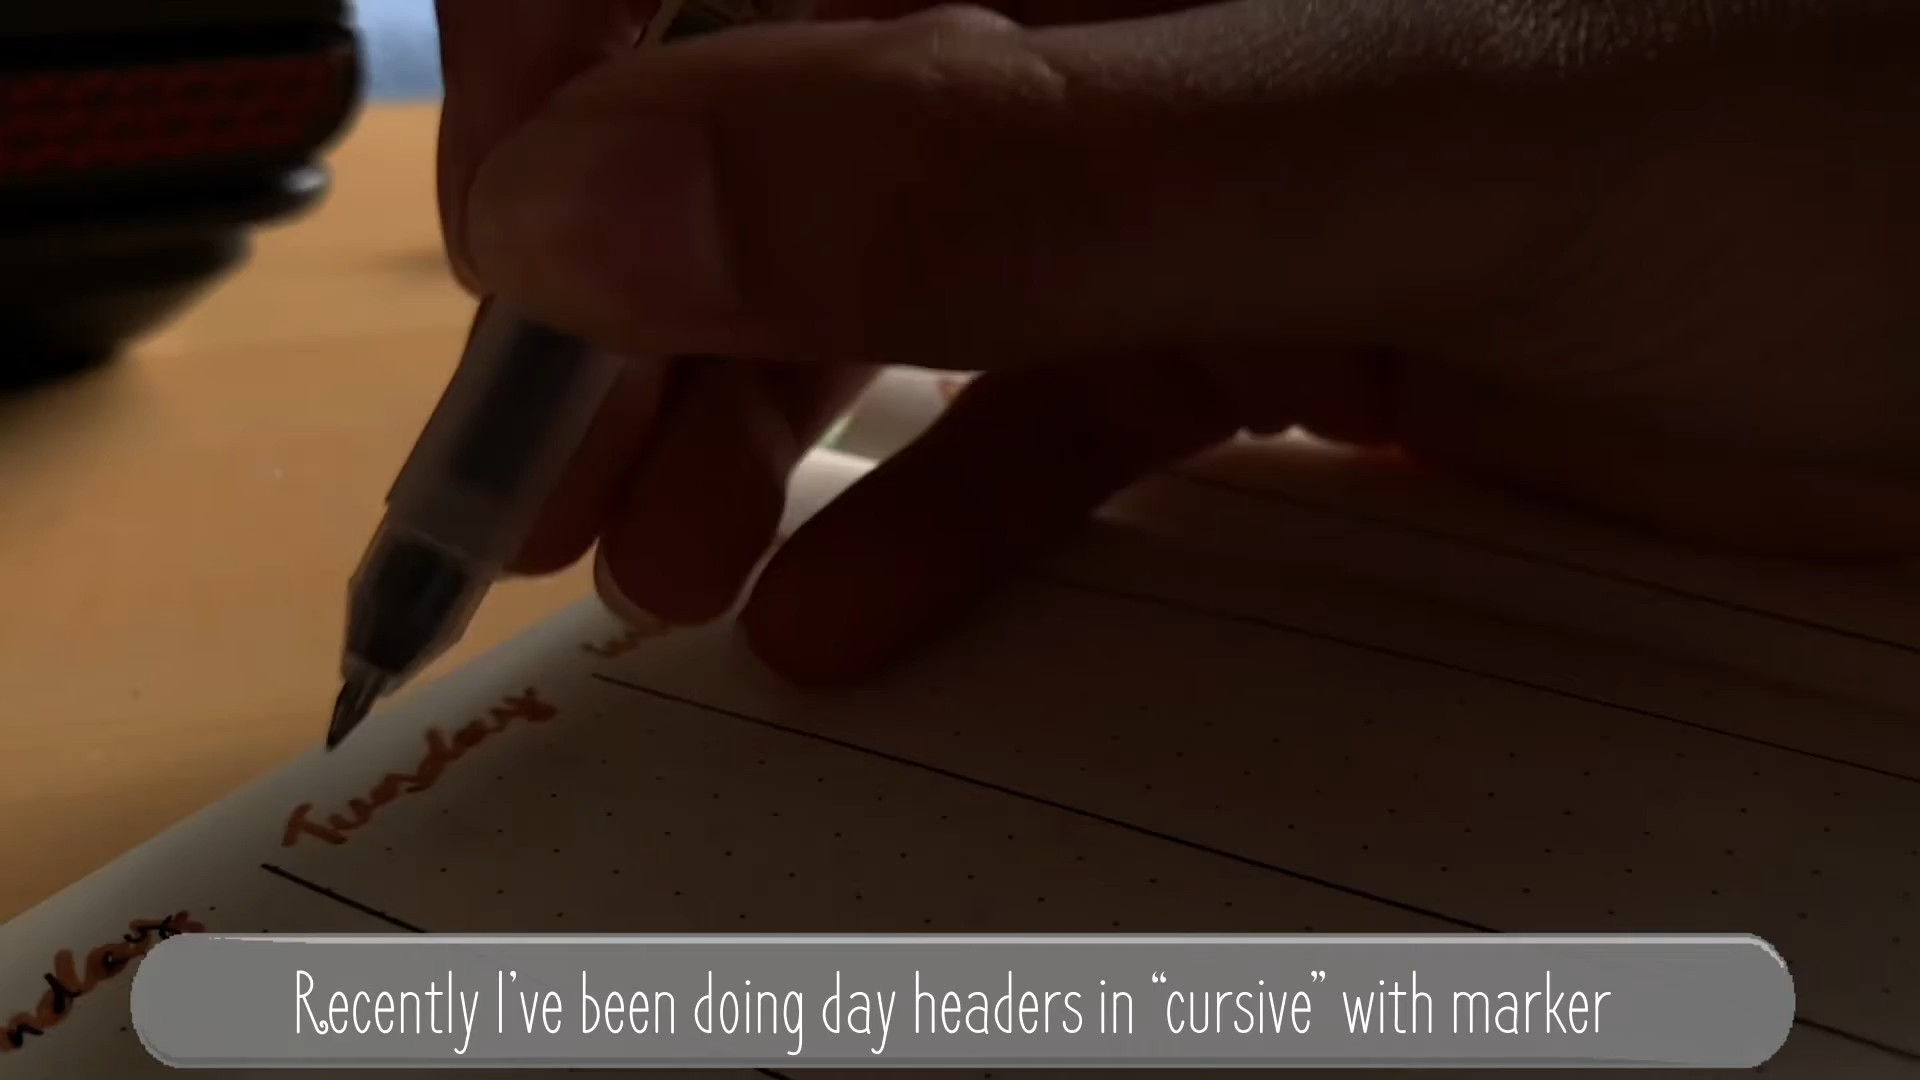 Tuesday
Recently I've been doing day headers in “cursive” with marker